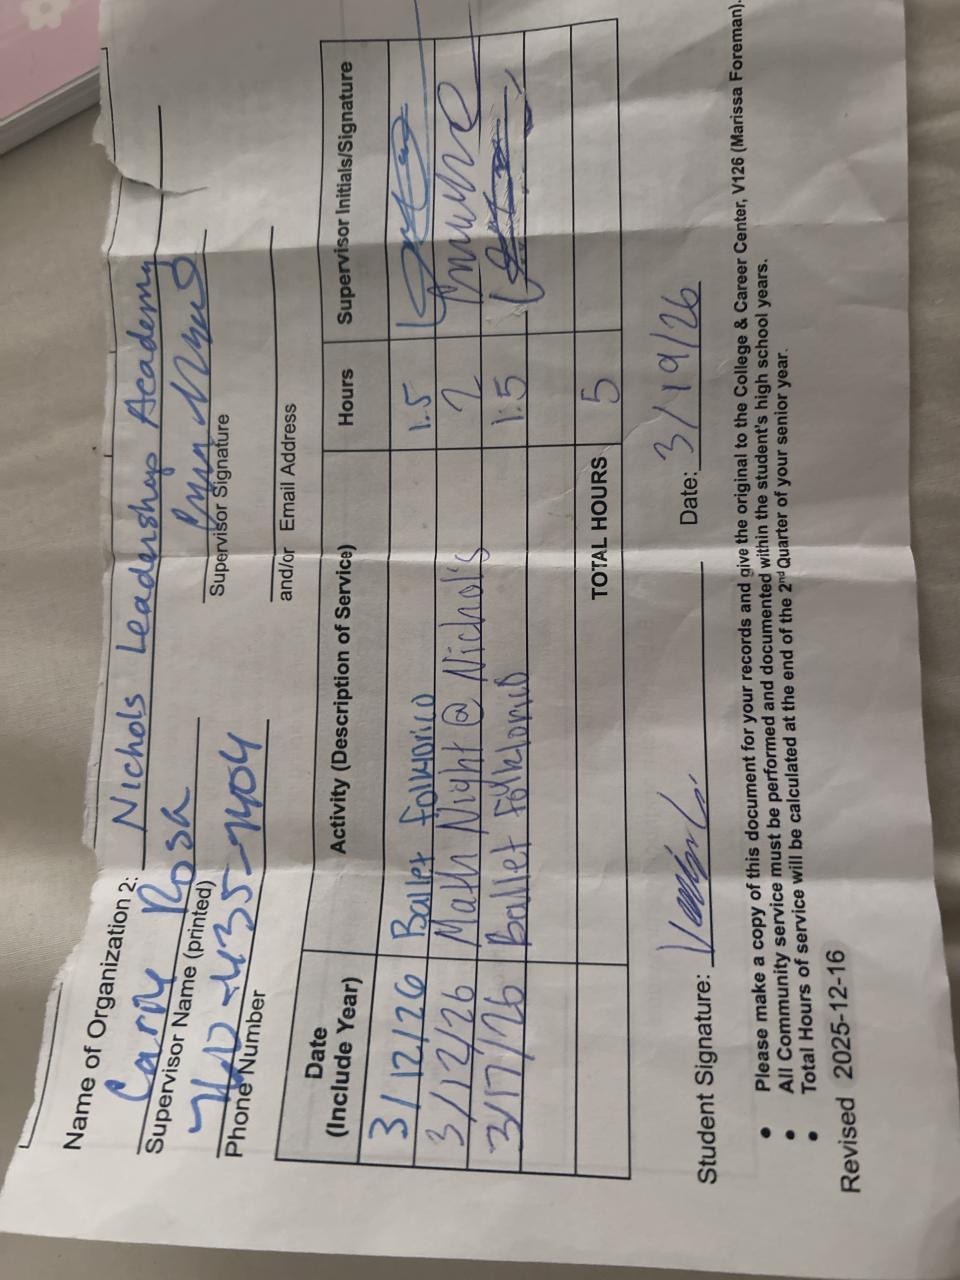 Name of Organization 2: Nichols Leadership Academy
Rosa
Supervisor Name (printed)
Supervisor Signature
435-7404
Phone Number
and/or Email Address
Date (Include Year) Activity (Description of Service) Hours Supervisor Initials/Signature
3/12/26 Ballet folklorico 1.5
3/12/26 Math Night @ Nichols 2
3/17/26 Ballet Folklorico 1.5
TOTAL HOURS 5
Student Signature: Date: 3/19/26
• Please make a copy of this document for your records and give the original to the College & Career Center, V126 (Marissa Foreman).
• All Community service must be performed and documented within the student's high school years.
• Total Hours of service will be calculated at the end of the 2nd Quarter of your senior year.
Revised 2025-12-16